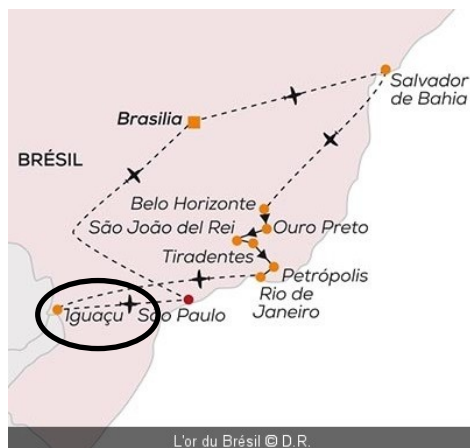 Salvador
de Bahia
Brasilia
BRÉSIL
Belo Horizonte
São João del Rei
Ouro Preto
Tiradentes
Petrópolis
Rio de
Janeiro
Iguaçu
São Paulo
L'or du Brésil © D.R.